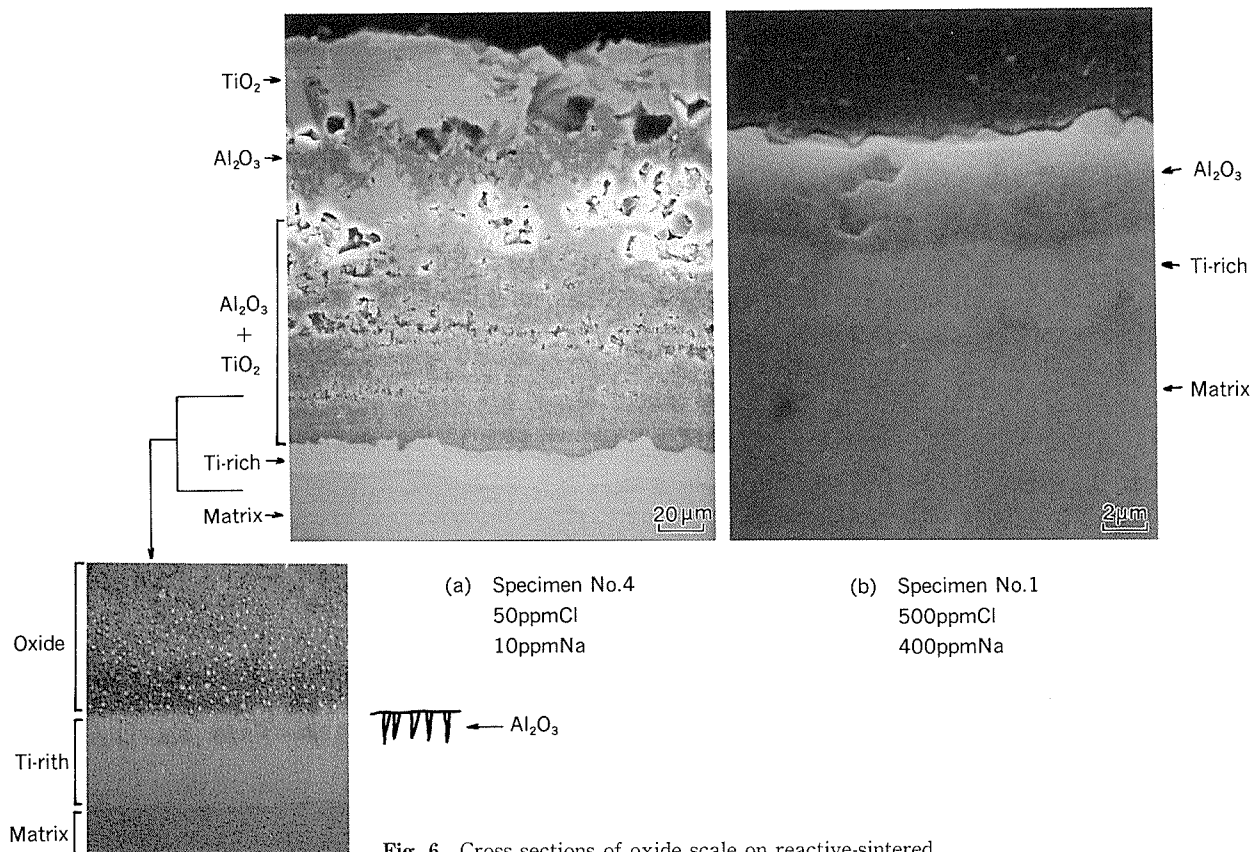 TiO₂
Al₂O₃
Al₂O₃
+
TiO₂
Ti-rich
Matrix
20μm
Al₂O₃
Ti-rich
Matrix
2μm
(a) Specimen No.4
50ppmCl
10ppmNa
(b) Specimen No.1
500ppmCl
400ppmNa
Oxide
Ti-rith
Matrix
Al₂O₃
Fig. 6 Cross sections of oxide scale on reactive-sintered